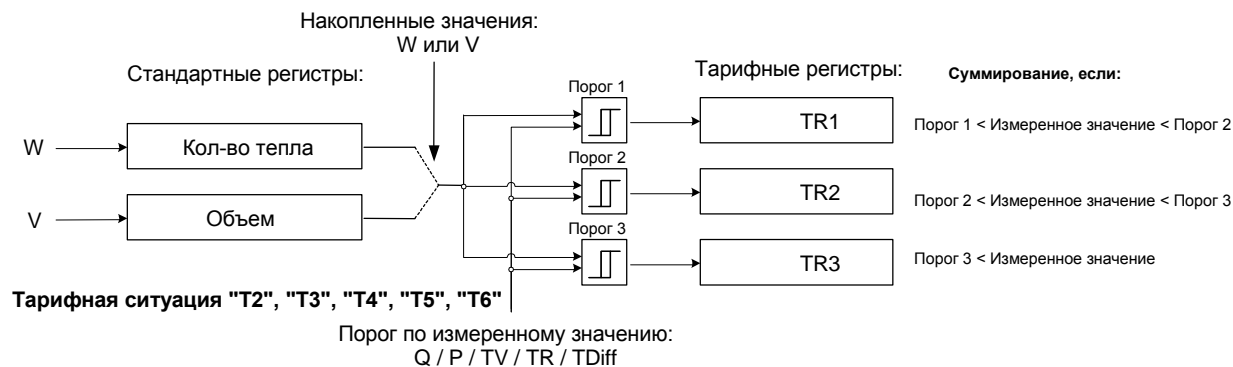 Накопленные значения:
W или V
Стандартные регистры:
Тарифные регистры:
Суммирование, если:
Порог 1
W
Кол-во тепла
TR1
Порог 1 < Измеренное значение < Порог 2
Порог 2
V
Объем
TR2
Порог 2 < Измеренное значение < Порог 3
Порог 3
TR3
Порог 3 < Измеренное значение
Тарифная ситуация "T2", "T3", "T4", "T5", "T6"
Порог по измеренному значению:
Q / P / TV / TR / TDiff